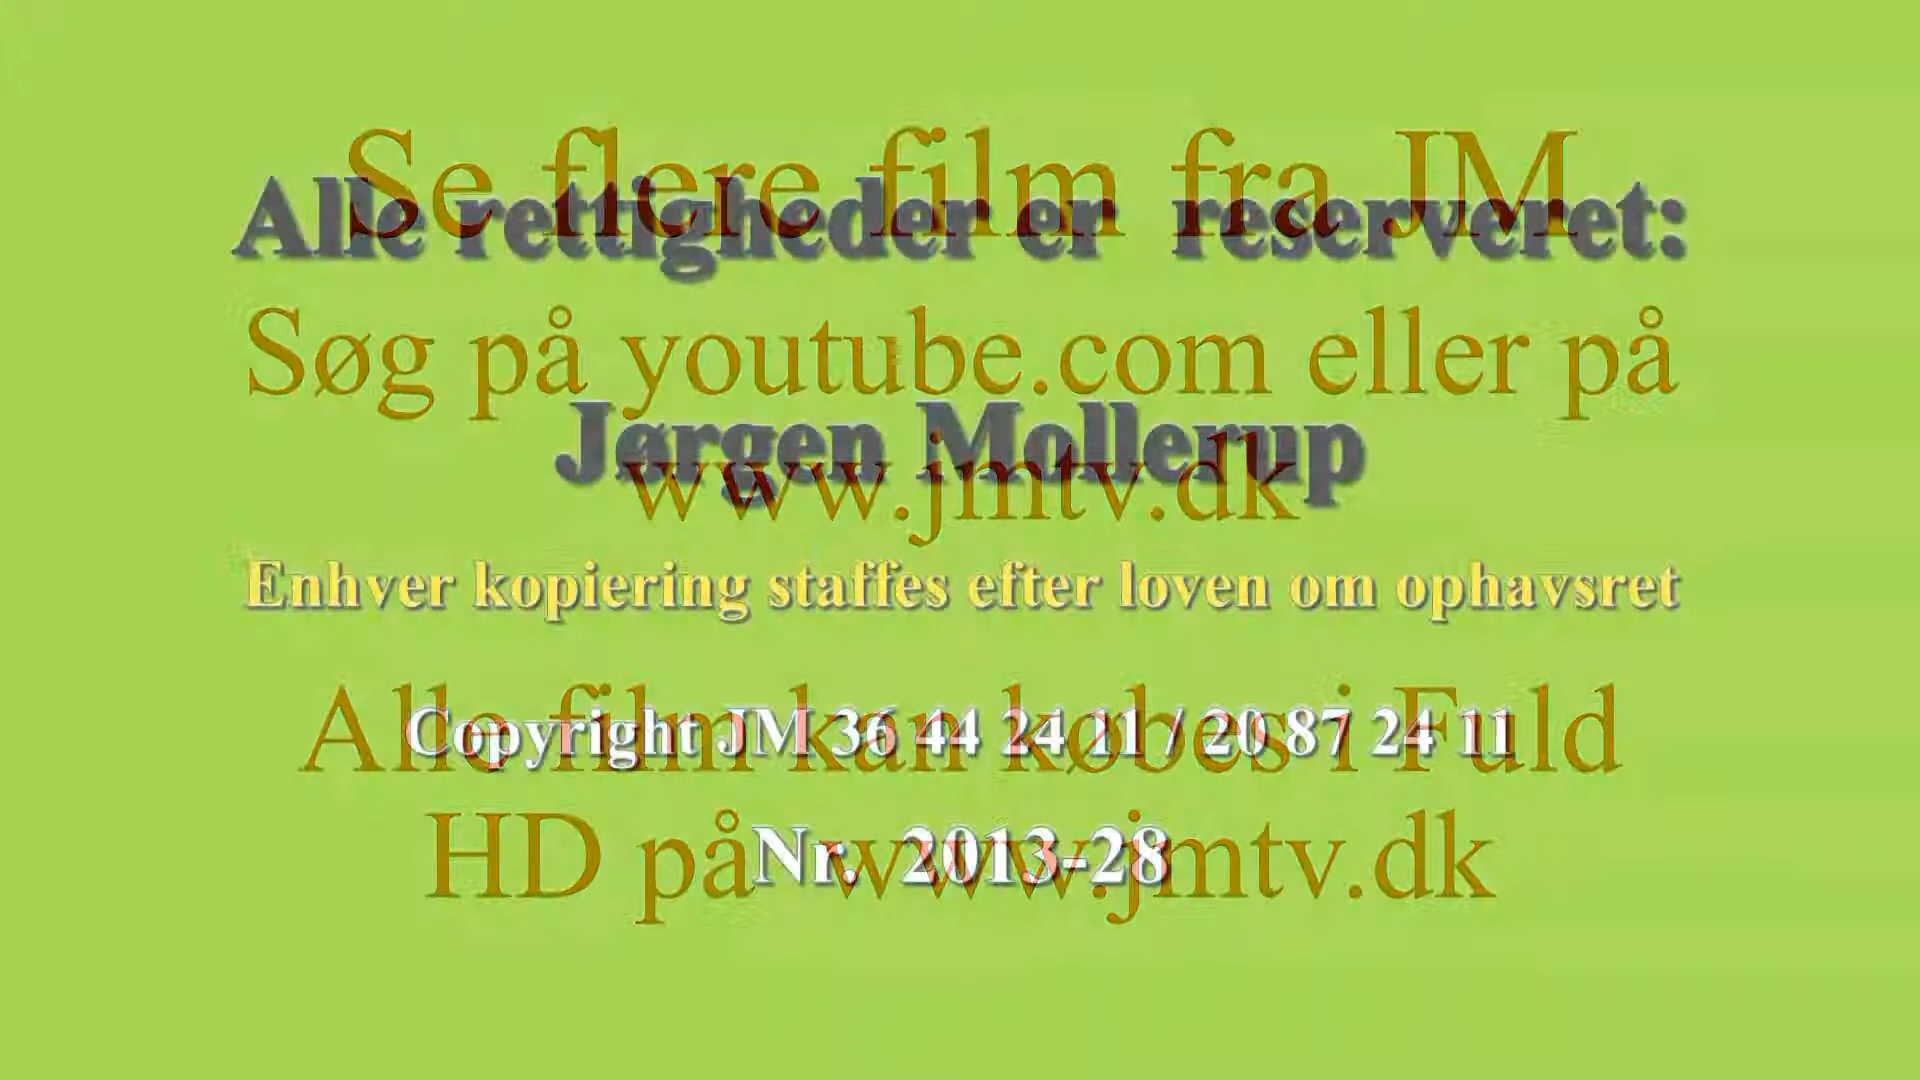 Se flere film fra JM
Alle rettigheder er reserveret:
Søg på youtube.com eller på
Jørgen Mollerup
www.jmtv.dk
Enhver kopiering staffes efter loven om ophavsret
Alle film kan købes i Fuld
Copyright JM 36 44 24 11 / 20 87 24 11
HD på www.jmtv.dk
Nr. 2013-28